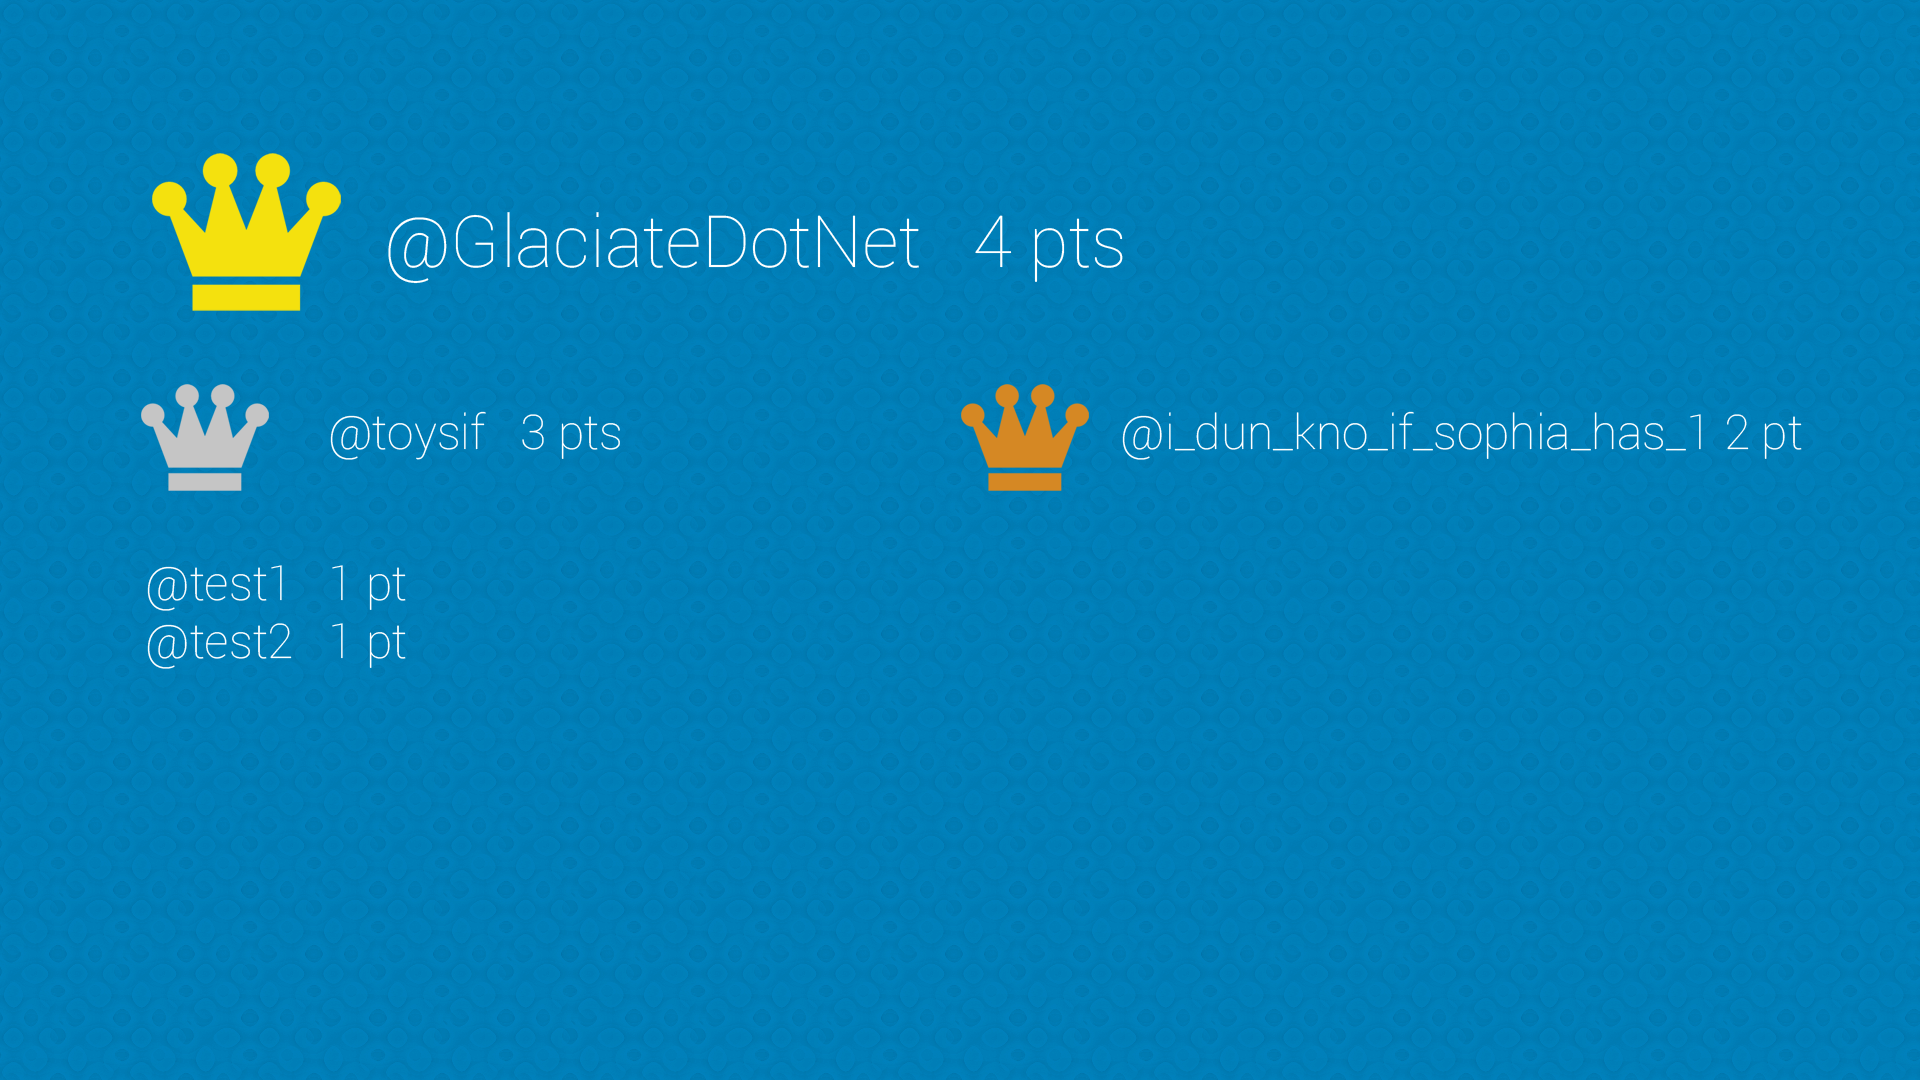 @GlaciateDotNet 4 pts
@toysif 3 pts
@i_dun_kno_if_sophia_has_1 2 pt
@test1 1 pt
@test2 1 pt